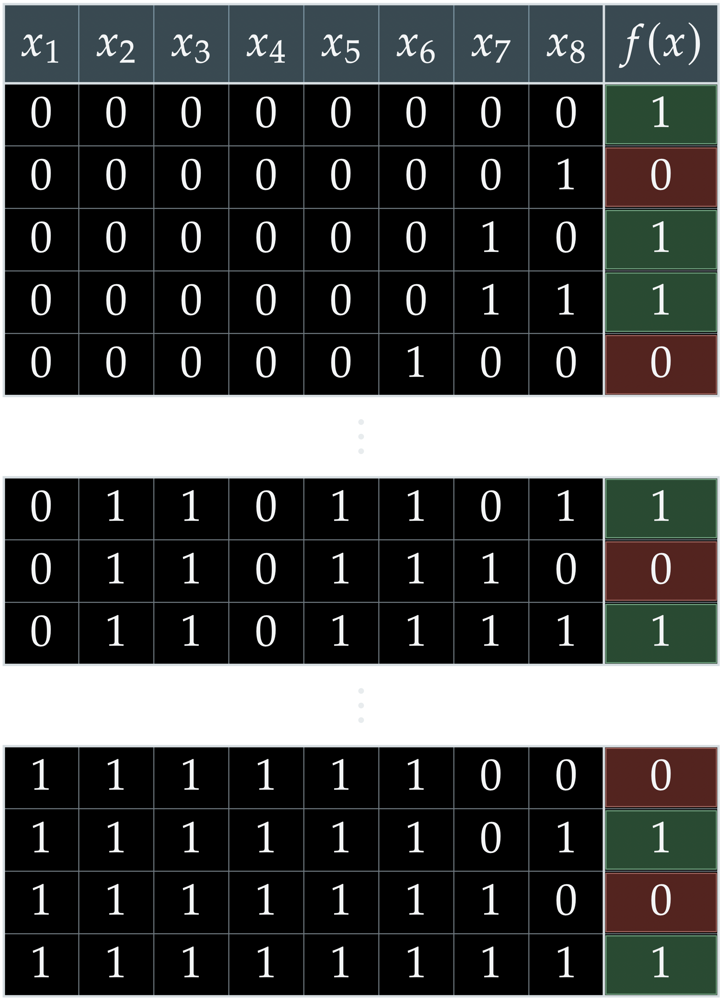 x₁ x₂ x₃ x₄ x₅ x₆ x₇ x₈ f(x)
0 0 0 0 0 0 0 0 1
0 0 0 0 0 0 0 1 0
0 0 0 0 0 0 1 0 1
0 0 0 0 0 0 1 1 1
0 0 0 0 0 1 0 0 0
⋮
0 1 1 0 1 1 0 1 1
0 1 1 0 1 1 1 0 0
0 1 1 0 1 1 1 1 1
⋮
1 1 1 1 1 1 0 0 0
1 1 1 1 1 1 0 1 1
1 1 1 1 1 1 1 0 0
1 1 1 1 1 1 1 1 1